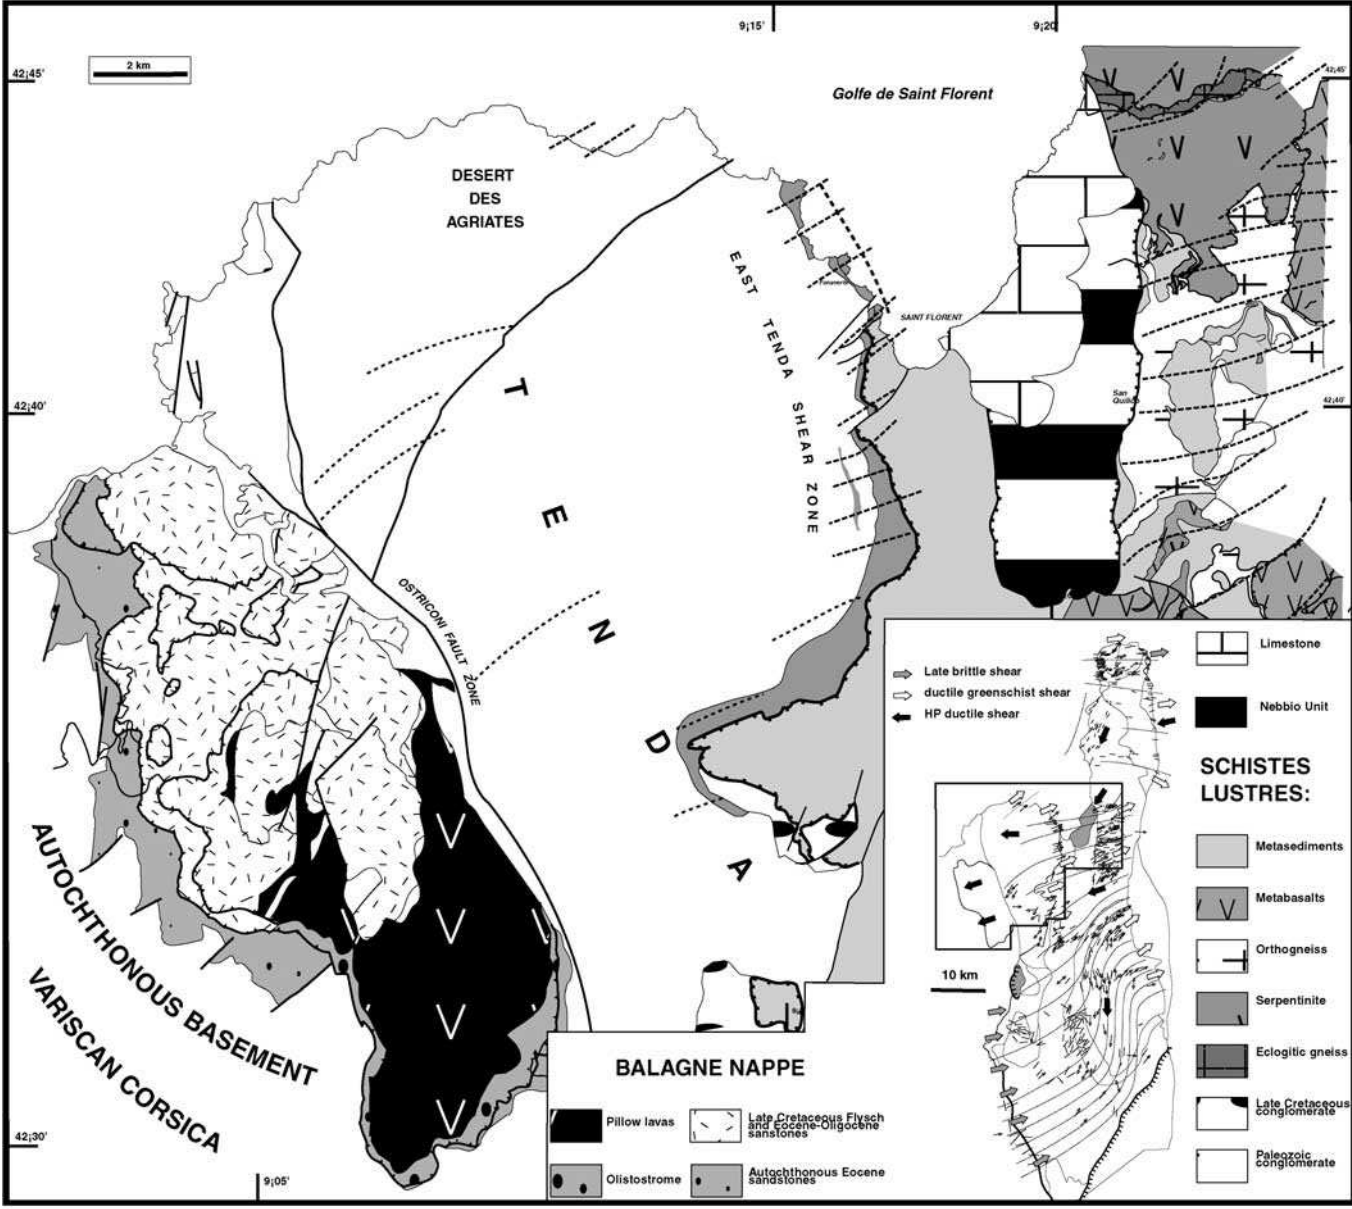 9¡15'
9¡20'
42¡45'
2 km
42¡45'
Golfe de Saint Florent
DESERT
DES
AGRIATES
EAST TENDA SHEAR ZONE
SAINT FLORENT
42¡40'
San
42¡40'
TENDA
OSTRICONI FAULT ZONE
AUTOCHTHONOUS BASEMENT
VARISCAN CORSICA
42¡30'
9¡05'
Late brittle shear
ductile greenschist shear
HP ductile shear
10 km
Limestone
Nebbio Unit
SCHISTES
LUSTRES:
Metasediments
Metabasalts
Orthogneiss
Serpentinite
Eclogitic gneiss
Late Cretaceous
conglomerate
Paleozoic
conglomerate
BALAGNE NAPPE
Pillow lavas
Late Cretaceous Flysch
and Eocene-Oligocene
sanstones
Olistostrome
Autochthonous Eocene
sandstones